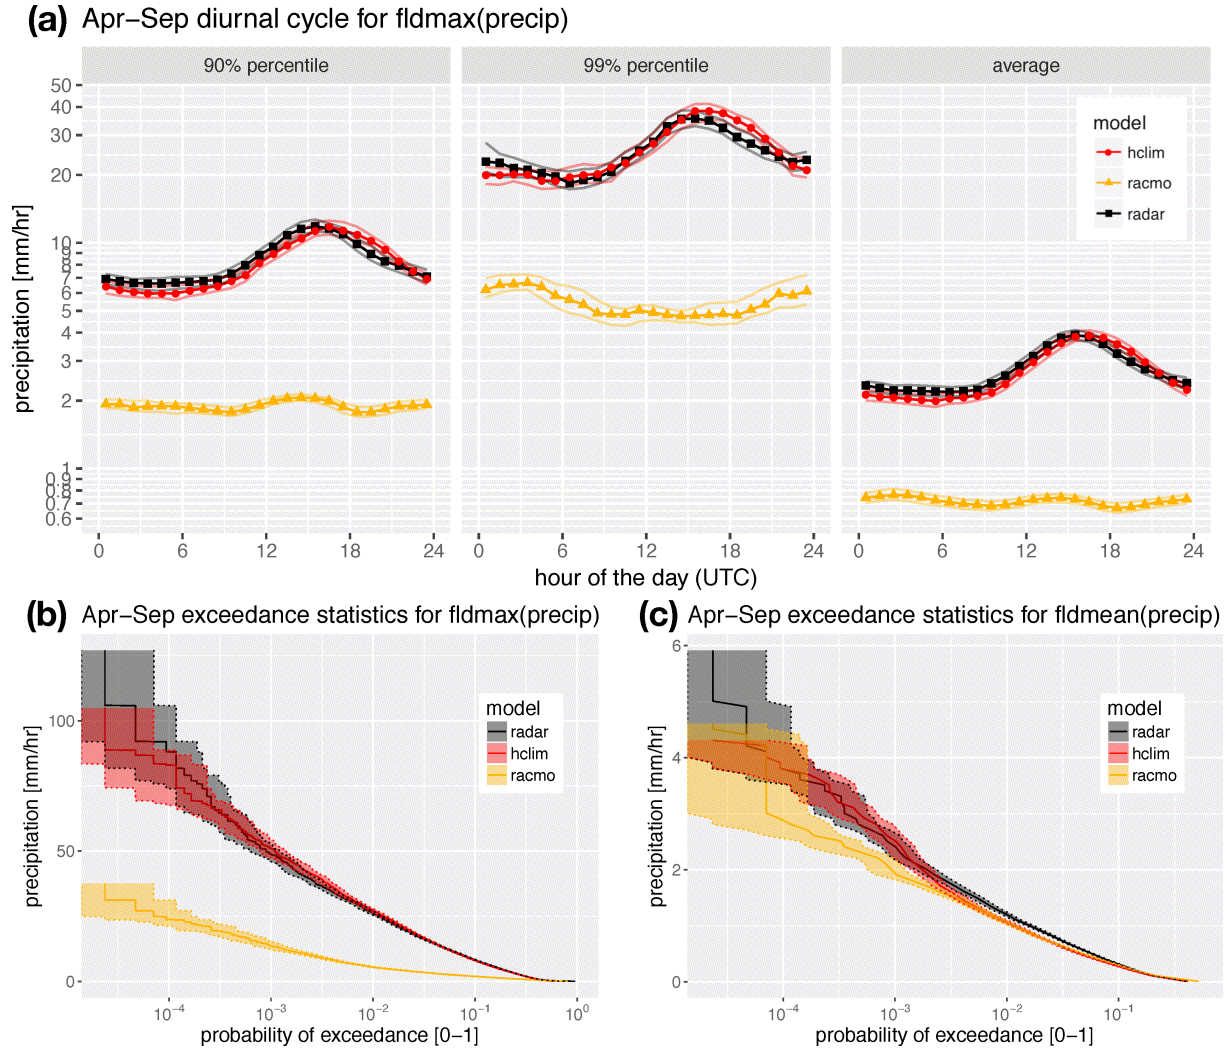 (a) Apr−Sep diurnal cycle for fldmax(precip)
90% percentile 99% percentile average
precipitation [mm/hr]
50
40
30
20
10
9
8
7
6
5
4
3
2
1
0.9
0.8
0.7
0.6
model
hclim
racmo
radar
0 6 12 18 24 0 6 12 18 24 0 6 12 18 24
hour of the day (UTC)
(b) Apr−Sep exceedance statistics for fldmax(precip)
precipitation [mm/hr]
100
50
0
model
radar
hclim
racmo
10⁻⁴ 10⁻³ 10⁻² 10⁻¹ 10⁰
probability of exceedance [0−1]
(c) Apr−Sep exceedance statistics for fldmean(precip)
precipitation [mm/hr]
6
4
2
0
model
radar
hclim
racmo
10⁻⁴ 10⁻³ 10⁻² 10⁻¹
probability of exceedance [0−1]